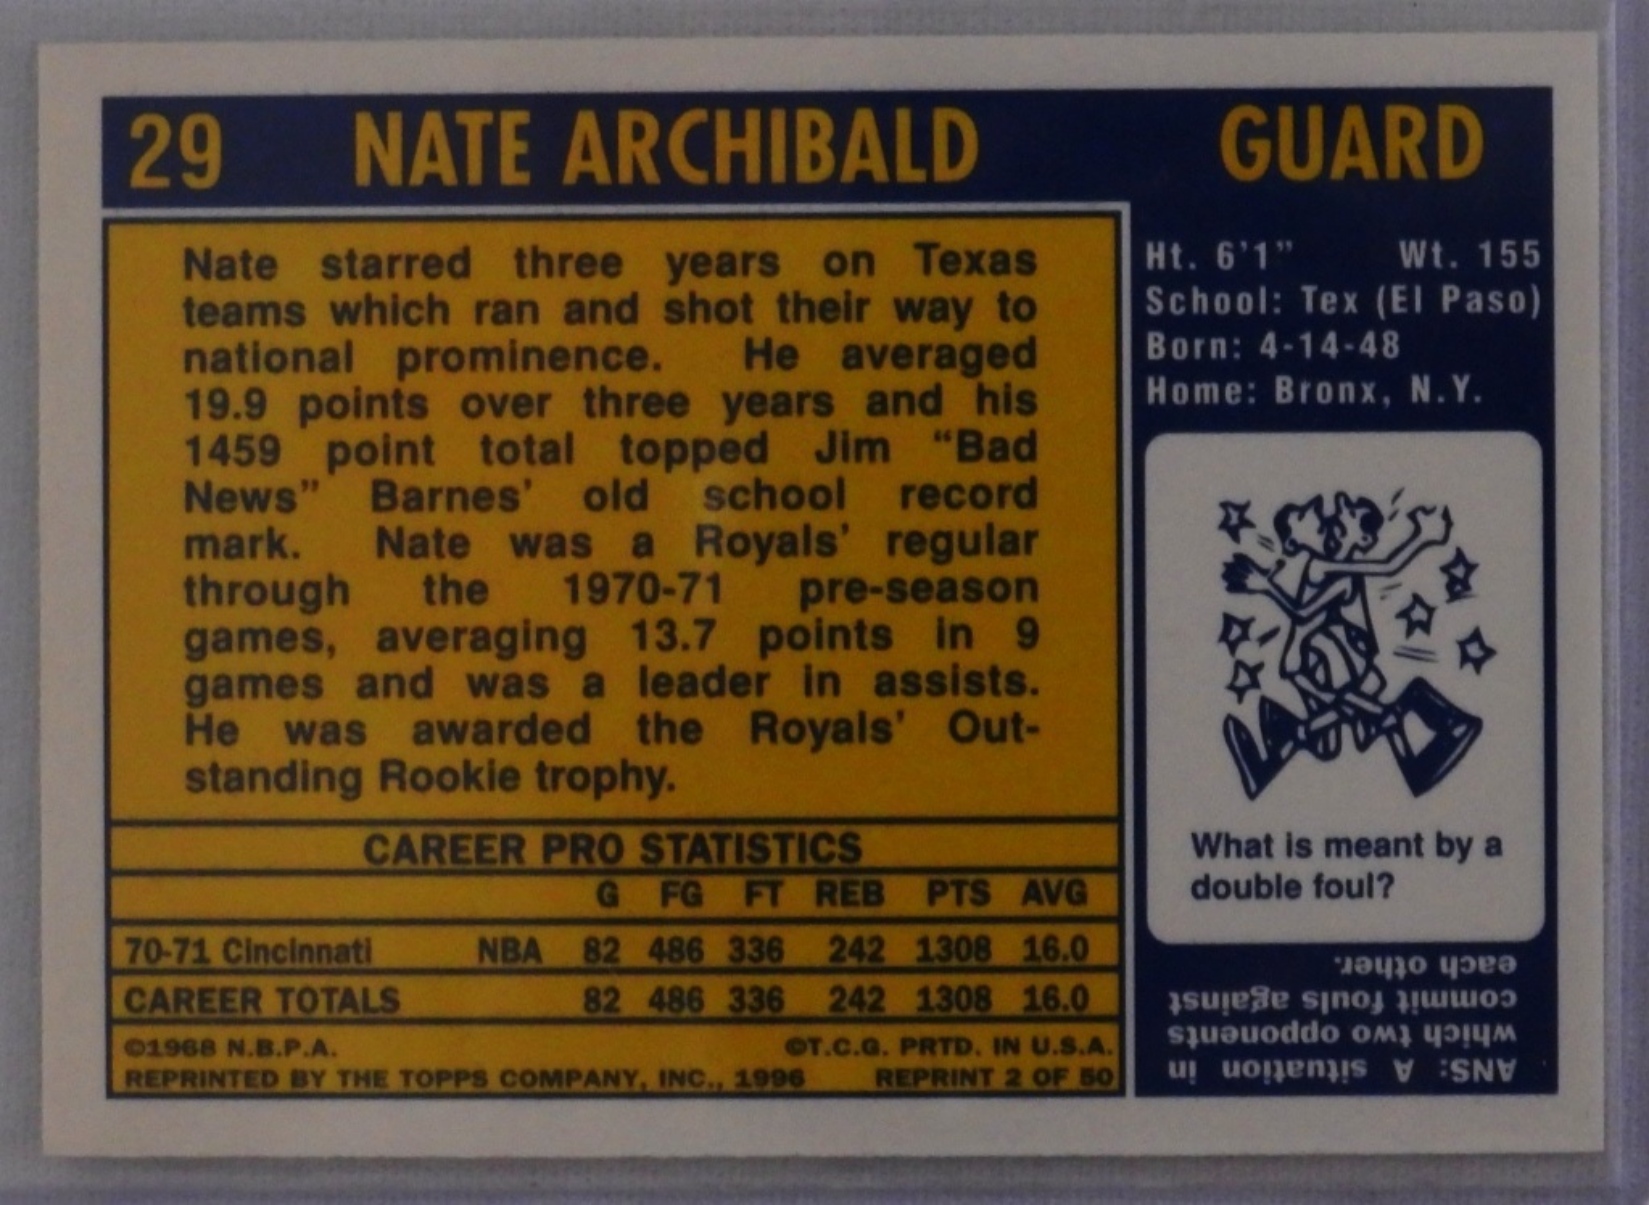 29 NATE ARCHIBALD GUARD
Nate starred three years on Texas
teams which ran and shot their way to
national prominence. He averaged
19.9 points over three years and his
1459 point total topped Jim “Bad
News” Barnes’ old school record
mark. Nate was a Royals’ regular
through the 1970-71 pre-season
games, averaging 13.7 points in 9
games and was a leader in assists.
He was awarded the Royals’ Out-
standing Rookie trophy.
CAREER PRO STATISTICS
G FG FT REB PTS AVG
70-71 Cincinnati NBA 82 486 336 242 1308 16.0
CAREER TOTALS 82 486 336 242 1308 16.0
©1968 N.B.P.A. ©T.C.G. PRTD. IN U.S.A.
REPRINTED BY THE TOPPS COMPANY, INC., 1996 REPRINT 2 OF 50
Ht. 6’1” Wt. 155
School: Tex (El Paso)
Born: 4-14-48
Home: Bronx, N.Y.
What is meant by a
double foul?
ANS: A situation in
which two opponents
commit fouls against
each other.